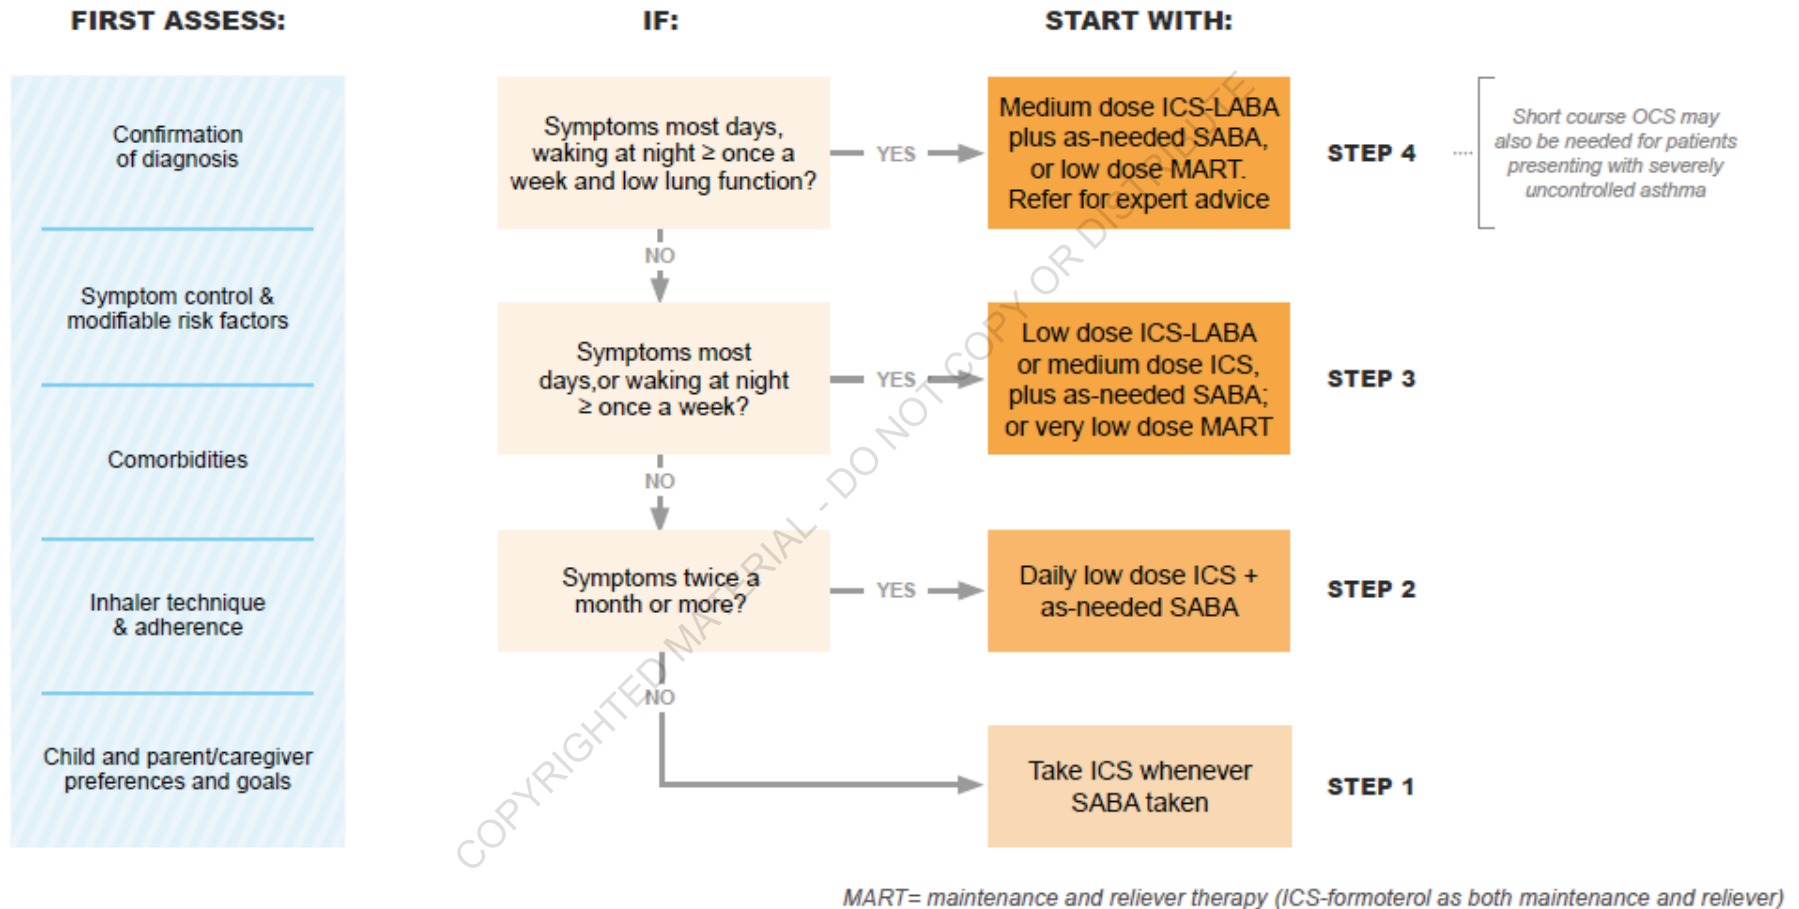 FIRST ASSESS:
IF:
START WITH:
Confirmation
of diagnosis
Symptom control &
modifiable risk factors
Comorbidities
Inhaler technique
& adherence
Child and parent/caregiver
preferences and goals
Symptoms most days,
waking at night ≥ once a
week and low lung function?
YES
Medium dose ICS-LABA
plus as-needed SABA,
or low dose MART.
Refer for expert advice
STEP 4
Short course OCS may
also be needed for patients
presenting with severely
uncontrolled asthma
NO
Symptoms most
days,or waking at night
≥ once a week?
YES
Low dose ICS-LABA
or medium dose ICS,
plus as-needed SABA;
or very low dose MART
STEP 3
NO
Symptoms twice a
month or more?
YES
Daily low dose ICS +
as-needed SABA
STEP 2
NO
Take ICS whenever
SABA taken
STEP 1
COPYRIGHTED MATERIAL - DO NOT COPY OR DISTRIBUTE
MART= maintenance and reliever therapy (ICS-formoterol as both maintenance and reliever)